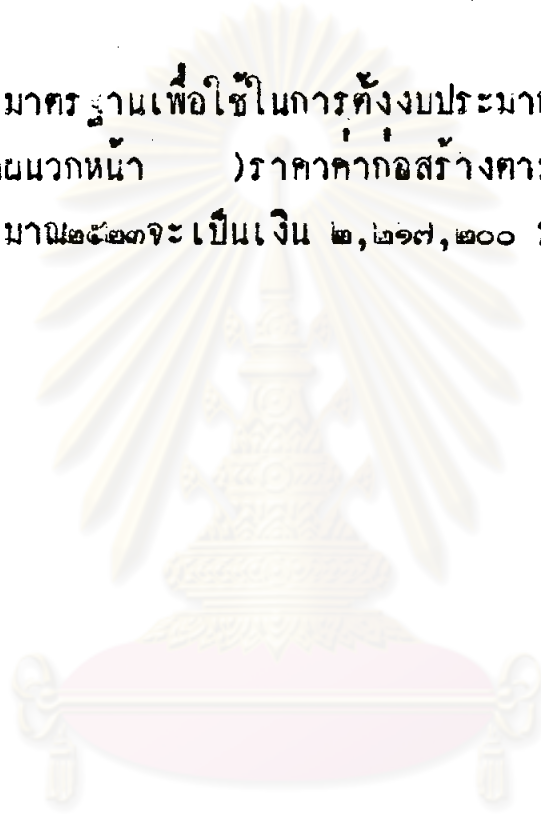 มาตรฐานเพื่อใช้ในการตั้งงบประมา
ผนวกหน้า )ราคาค่าก่อสร้างตา
มาณ๒๕๒๓จะเป็นเงิน ๒,๒๑๗,๒๐๐